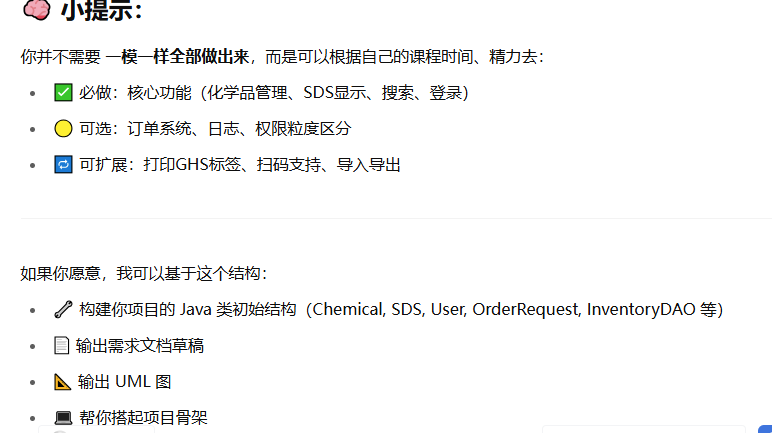 🧠 小提示：
你并不需要 一模一样全部做出来，而是可以根据自己的课程时间、精力去：
• ✅ 必做：核心功能（化学品管理、SDS显示、搜索、登录）
• 🟡 可选：订单系统、日志、权限粒度区分
• 🔁 可扩展：打印GHS标签、扫码支持、导入导出
如果你愿意，我可以基于这个结构：
• 🔧 构建你项目的 Java 类初始结构（Chemical, SDS, User, OrderRequest, InventoryDAO 等）
• 📄 输出需求文档草稿
• 📐 输出 UML 图
• 💻 帮你搭起项目骨架